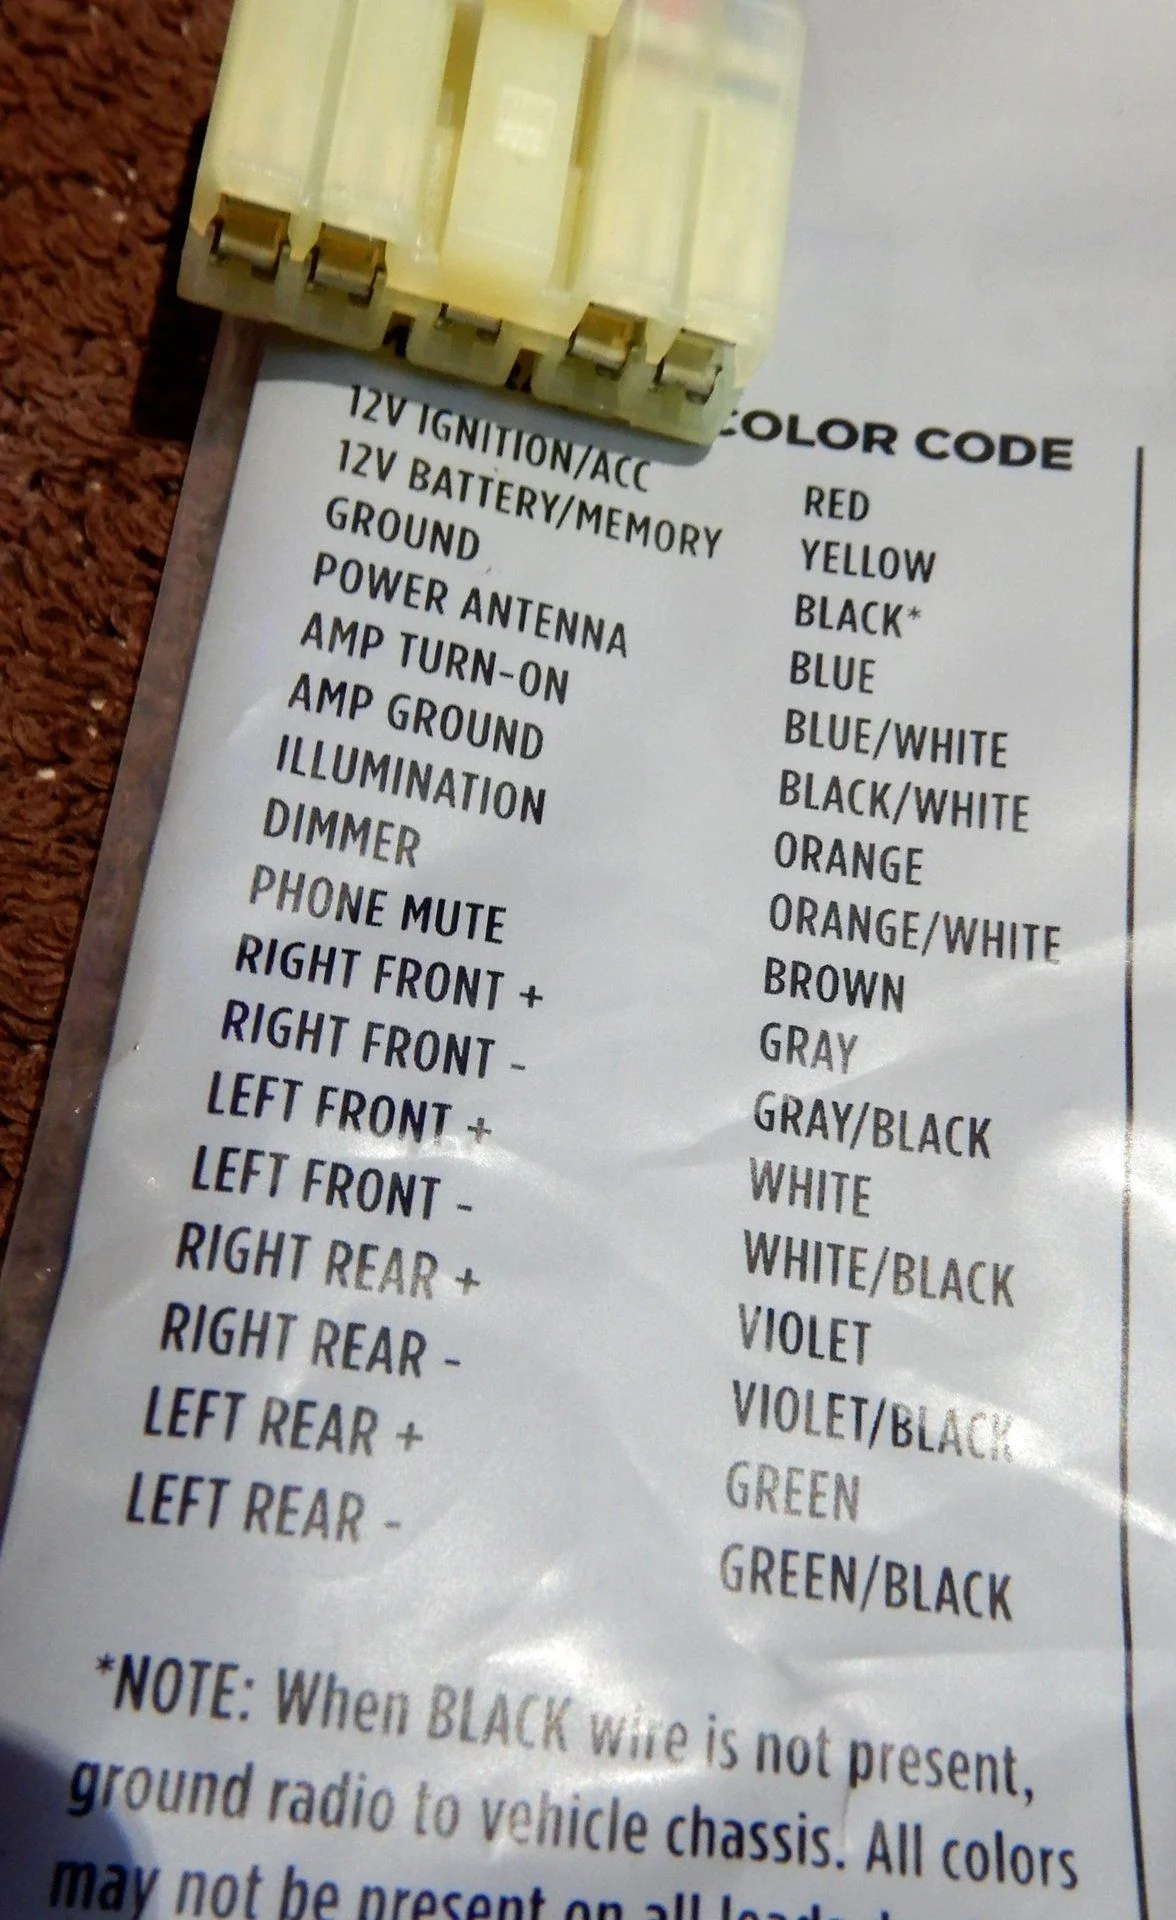 COLOR CODE
12V IGNITION/ACC RED
12V BATTERY/MEMORY YELLOW
GROUND BLACK*
POWER ANTENNA BLUE
AMP TURN-ON BLUE/WHITE
AMP GROUND BLACK/WHITE
ILLUMINATION ORANGE
DIMMER ORANGE/WHITE
PHONE MUTE BROWN
RIGHT FRONT + GRAY
RIGHT FRONT - GRAY/BLACK
LEFT FRONT + WHITE
LEFT FRONT - WHITE/BLACK
RIGHT REAR + VIOLET
RIGHT REAR - VIOLET/BLACK
LEFT REAR + GREEN
LEFT REAR - GREEN/BLACK
*NOTE: When BLACK wire is not present,
ground radio to vehicle chassis. All colors
may not be present on all